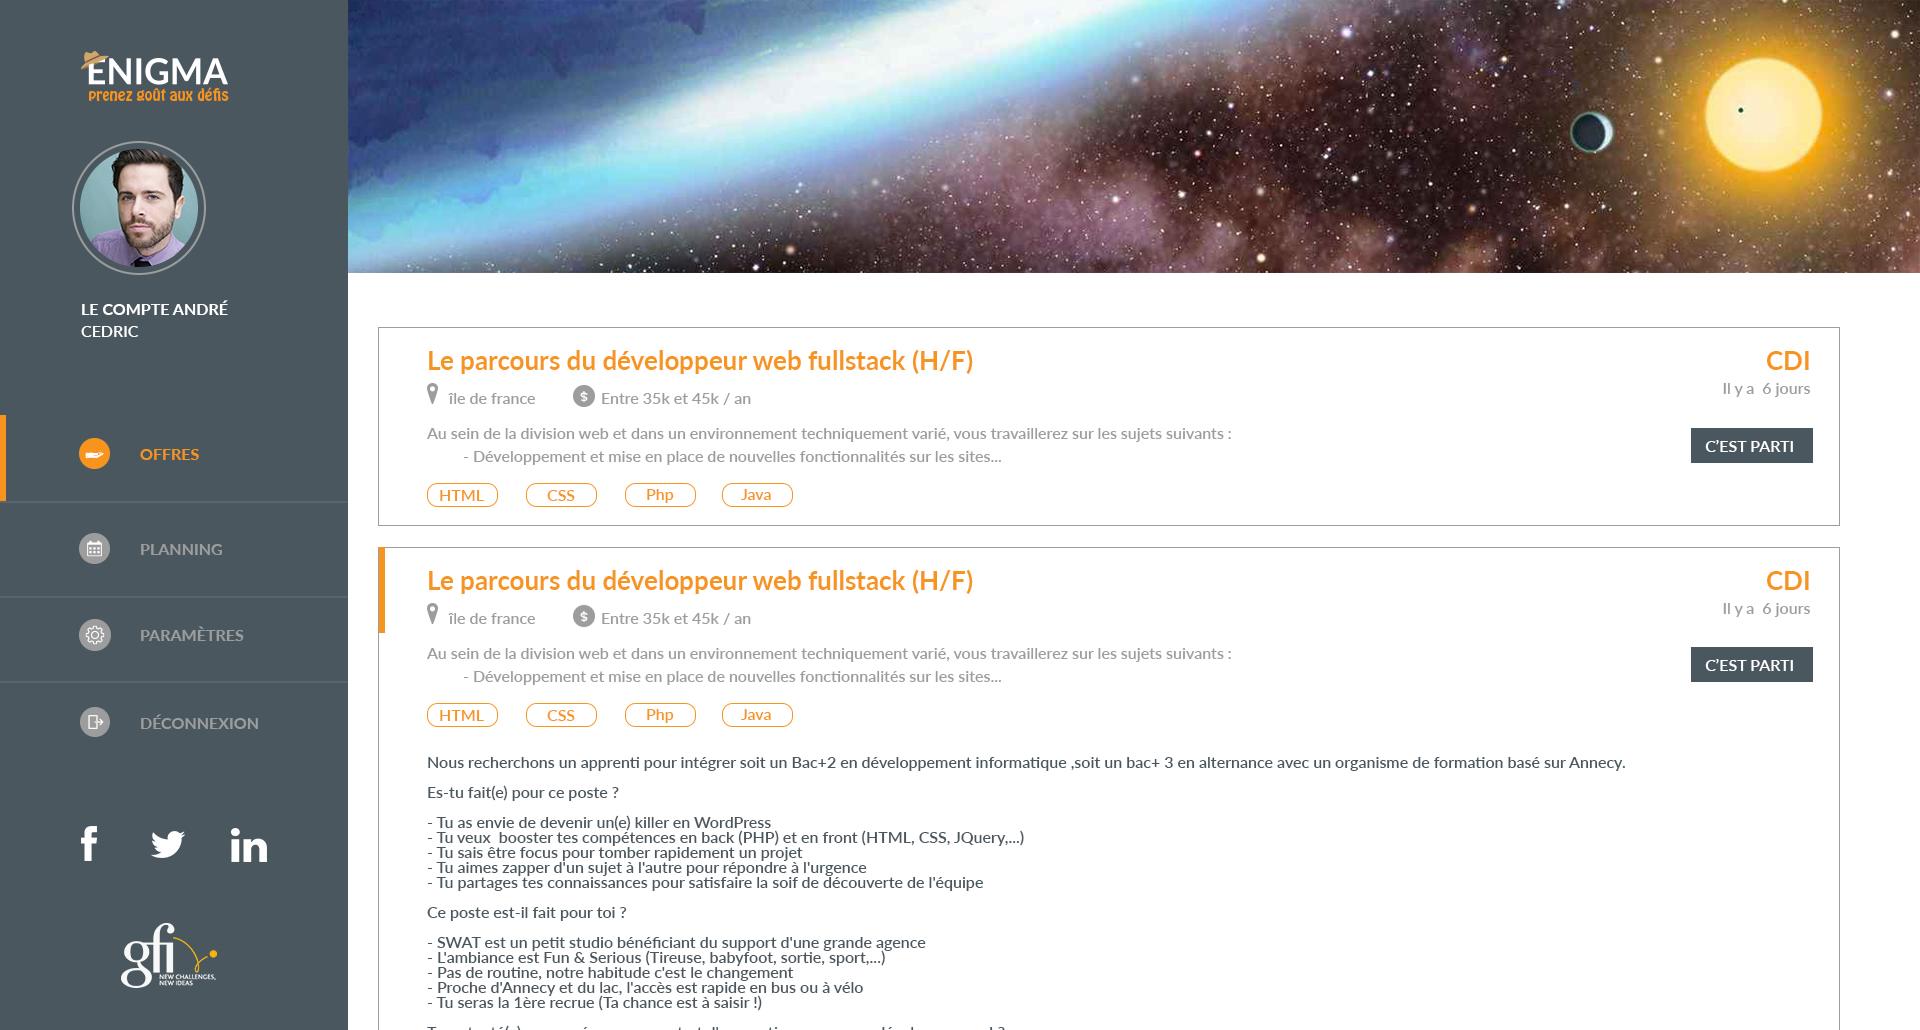 ENIGMA
prenez goût aux défis
LE COMPTE ANDRÉ
CEDRIC
OFFRES
PLANNING
PARAMÈTRES
DÉCONNEXION
gfi
NEW CHALLENGES,
NEW IDEAS
Le parcours du développeur web fullstack (H/F)
CDI
île de france
$ Entre 35k et 45k / an
Il y a 6 jours
Au sein de la division web et dans un environnement techniquement varié, vous travaillerez sur les sujets suivants :
- Développement et mise en place de nouvelles fonctionnalités sur les sites...
C'EST PARTI
HTML CSS Php Java
Le parcours du développeur web fullstack (H/F)
CDI
île de france
$ Entre 35k et 45k / an
Il y a 6 jours
Au sein de la division web et dans un environnement techniquement varié, vous travaillerez sur les sujets suivants :
- Développement et mise en place de nouvelles fonctionnalités sur les sites...
C'EST PARTI
HTML CSS Php Java
Nous recherchons un apprenti pour intégrer soit un Bac+2 en développement informatique ,soit un bac+ 3 en alternance avec un organisme de formation basé sur Annecy.
Es-tu fait(e) pour ce poste ?
- Tu as envie de devenir un(e) killer en WordPress
- Tu veux booster tes compétences en back (PHP) et en front (HTML, CSS, JQuery,...)
- Tu sais être focus pour tomber rapidement un projet
- Tu aimes zapper d'un sujet à l'autre pour répondre à l'urgence
- Tu partages tes connaissances pour satisfaire la soif de découverte de l'équipe
Ce poste est-il fait pour toi ?
- SWAT est un petit studio bénéficiant du support d'une grande agence
- L'ambiance est Fun & Serious (Tireuse, babyfoot, sortie, sport,...)
- Pas de routine, notre habitude c'est le changement
- Proche d'Annecy et du lac, l'accès est rapide en bus ou à vélo
- Tu seras la 1ère recrue (Ta chance est à saisir !)